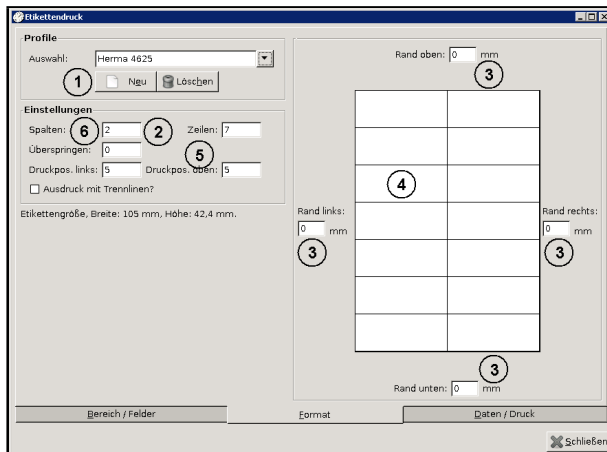 Etikettendruck
Profile
Auswahl: Herma 4625
1 Neu Löschen
Einstellungen
Spalten: 6 2 2 Zeilen: 7
Überspringen: 0 5
Druckpos. links: 5 Druckpos. oben: 5
Ausdruck mit Trennlinen?
Etikettengröße, Breite: 105 mm, Höhe: 42,4 mm.
Rand oben: 0 mm
3
4
Rand links:
0 mm
3
Rand rechts:
0 mm
3
3
Rand unten: 0 mm
Bereich / Felder Format Daten / Druck
Schließen